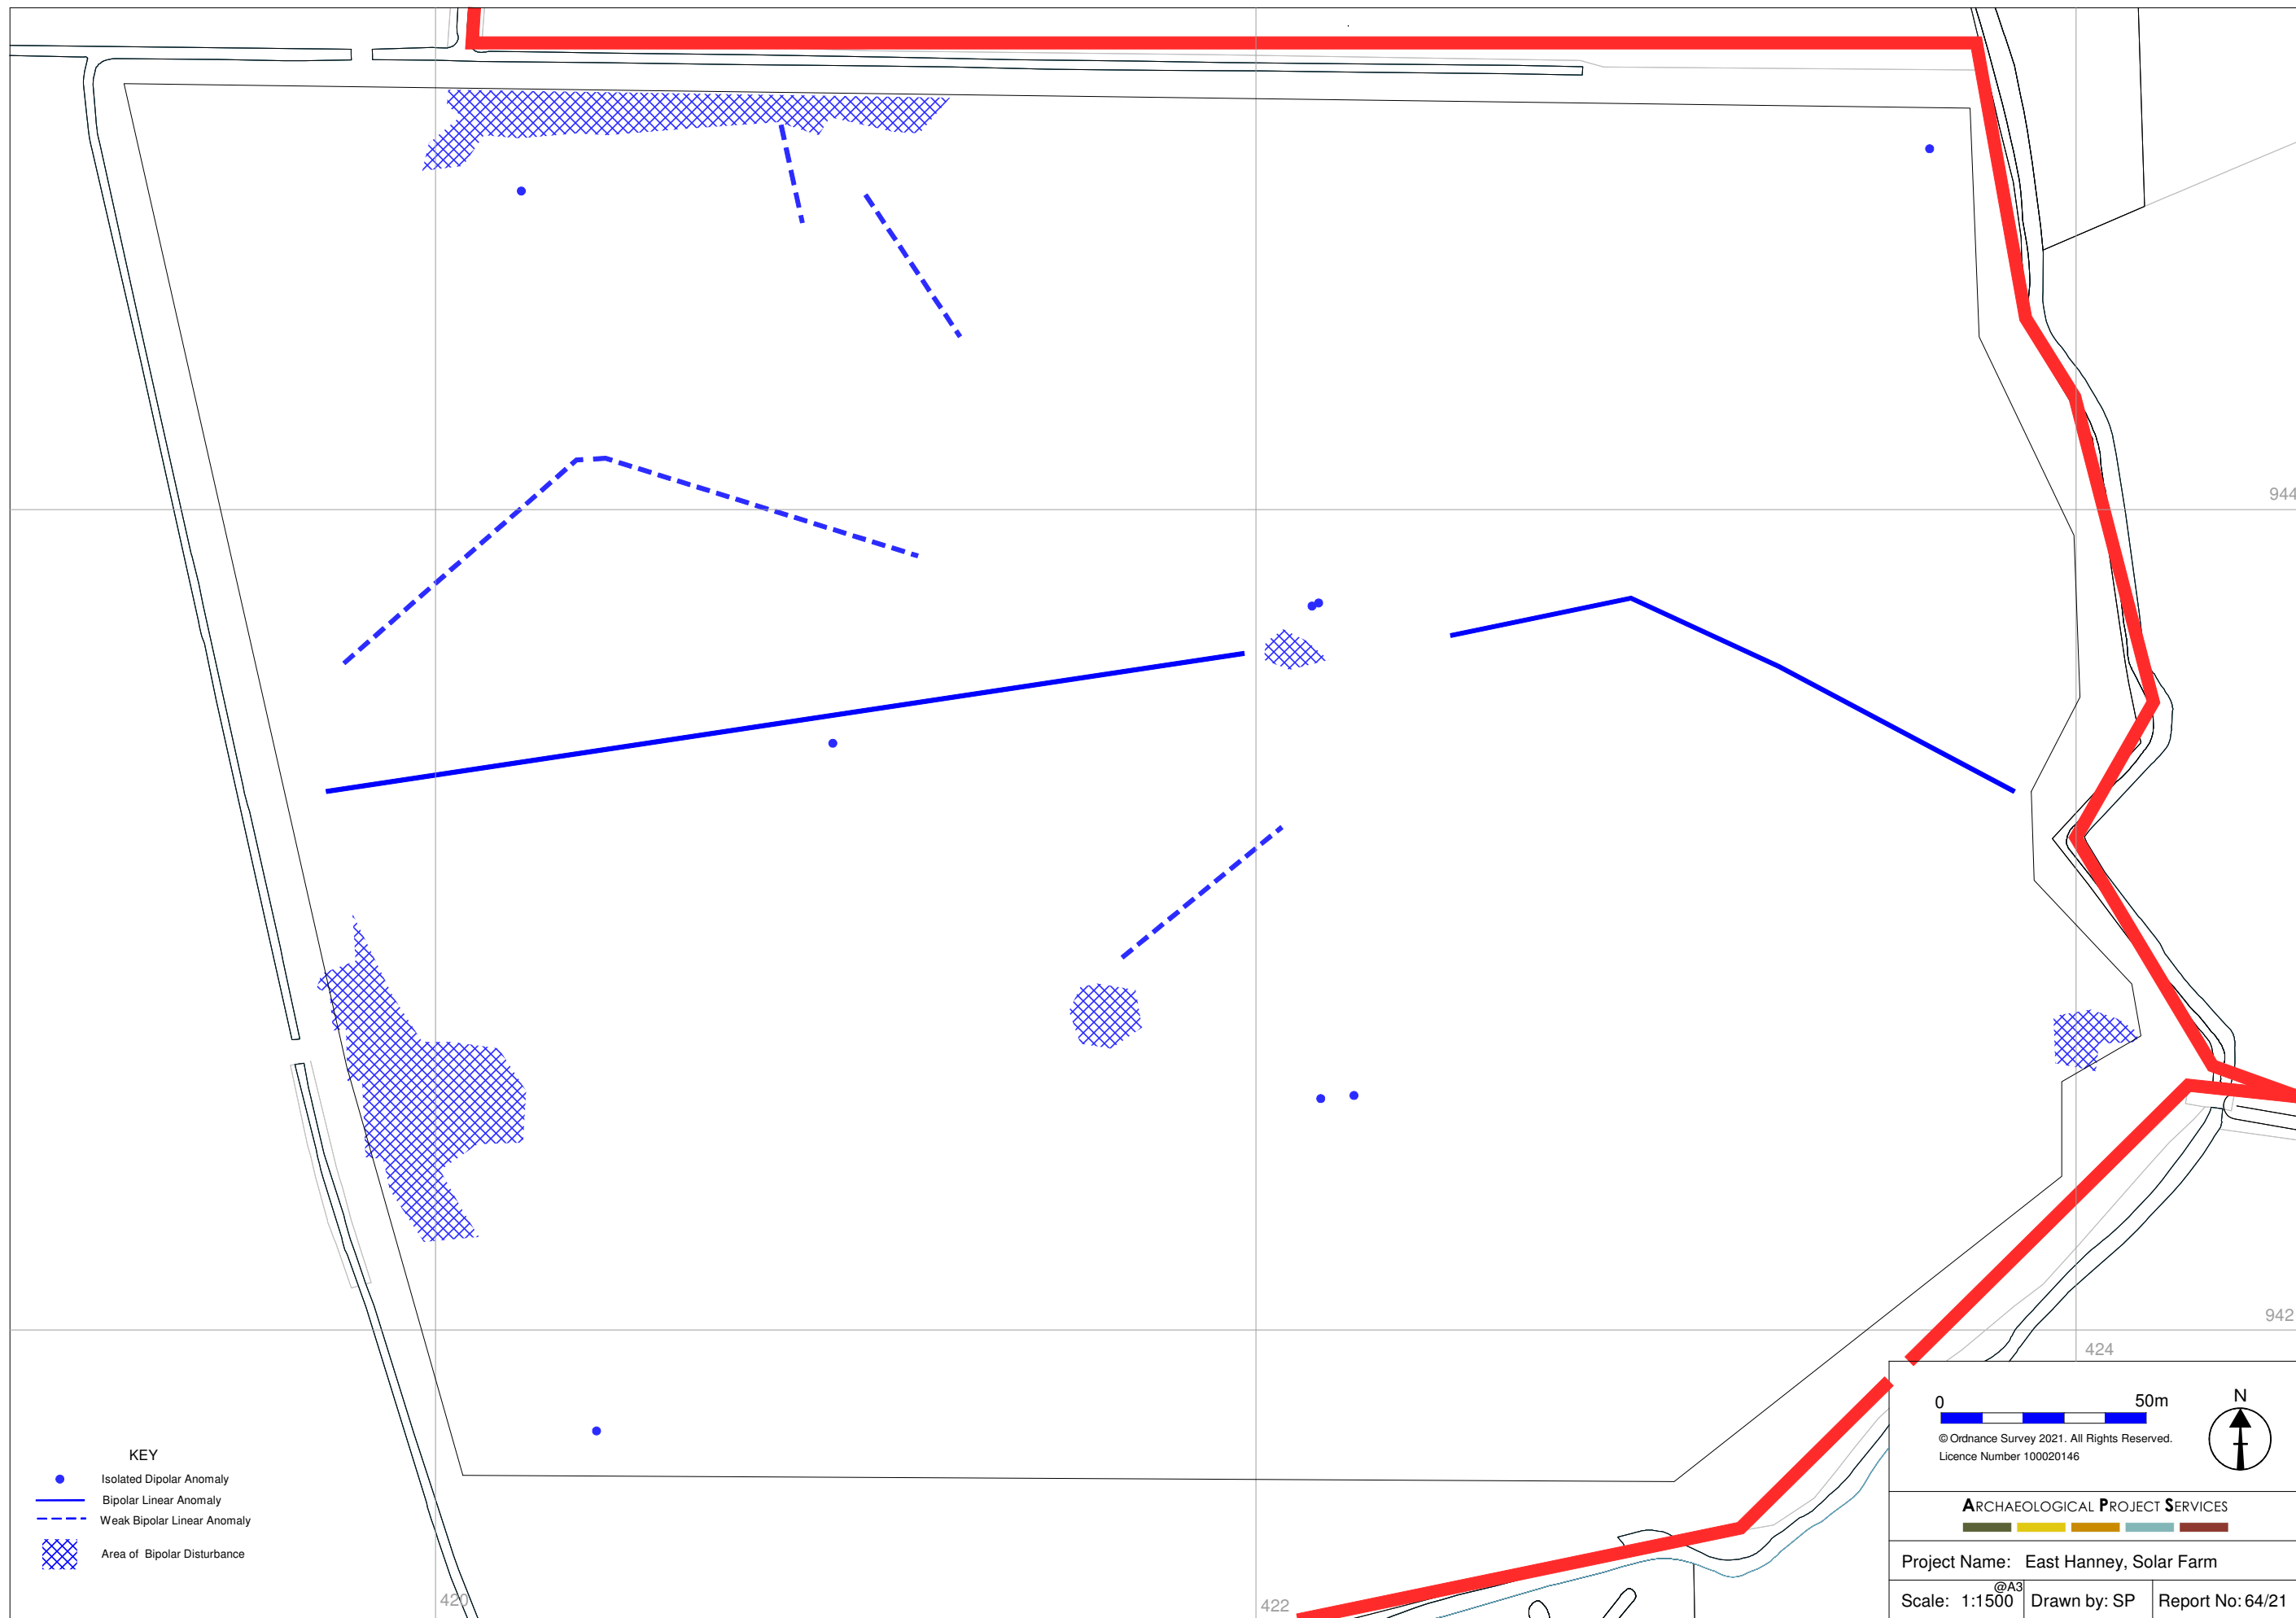 944
942
424
420
422
KEY
Isolated Dipolar Anomaly
Bipolar Linear Anomaly
Weak Bipolar Linear Anomaly
Area of Bipolar Disturbance
0 50m
N
© Ordnance Survey 2021. All Rights Reserved.
Licence Number 100020146
ARCHAEOLOGICAL PROJECT SERVICES
Project Name: East Hanney, Solar Farm
Scale: 1:1500 @A3 Drawn by: SP Report No: 64/21